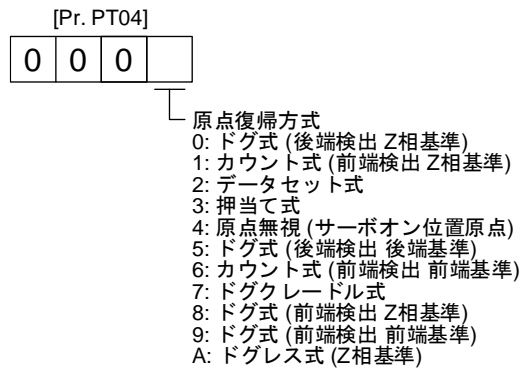 [Pr. PT04]
0 0 0
原点復帰方式
0: ドグ式 (後端検出 Z相基準)
1: カウント式 (前端検出 Z相基準)
2: データセット式
3: 押当て式
4: 原点無視 (サーボオン位置原点)
5: ドグ式 (後端検出 後端基準)
6: カウント式 (前端検出 前端基準)
7: ドグクレードル式
8: ドグ式 (前端検出 Z相基準)
9: ドグ式 (前端検出 前端基準)
A: ドグレス式 (Z相基準)